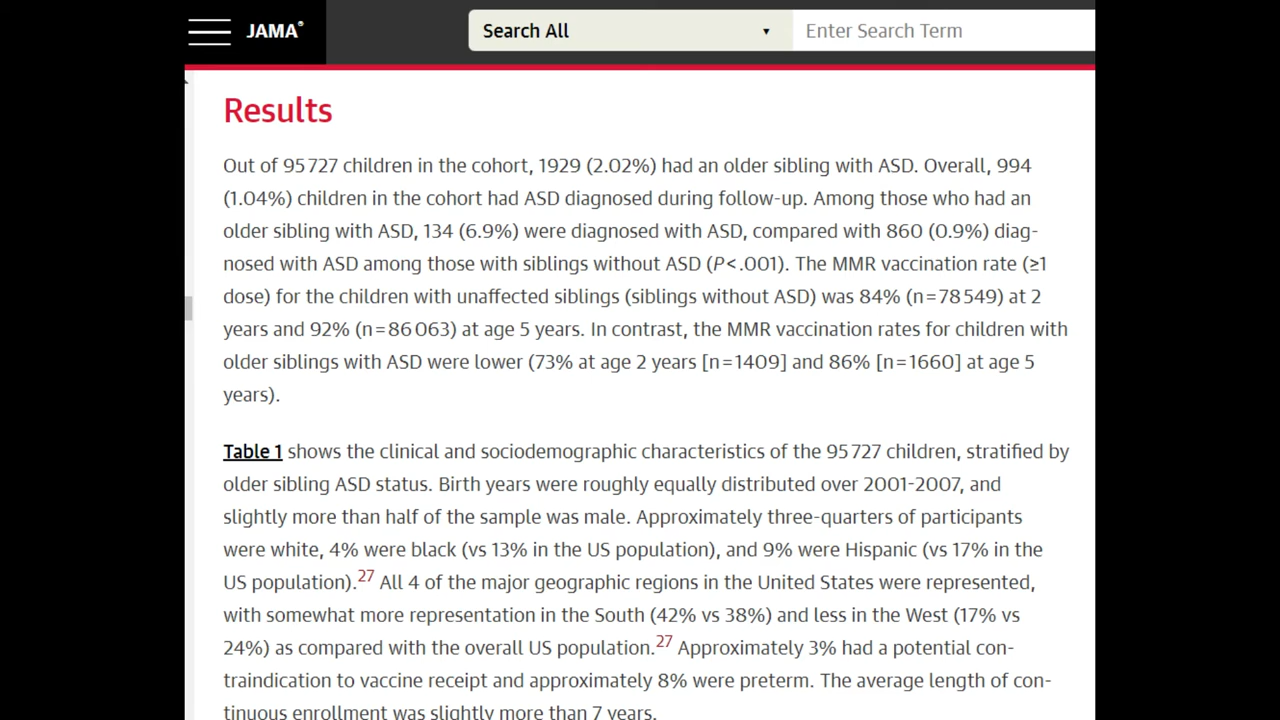 JAMA®
Search All
Enter Search Term
Results
Out of 95 727 children in the cohort, 1929 (2.02%) had an older sibling with ASD. Overall, 994
(1.04%) children in the cohort had ASD diagnosed during follow-up. Among those who had an
older sibling with ASD, 134 (6.9%) were diagnosed with ASD, compared with 860 (0.9%) diag-
nosed with ASD among those with siblings without ASD (P < .001). The MMR vaccination rate (≥1
dose) for the children with unaffected siblings (siblings without ASD) was 84% (n = 78 549) at 2
years and 92% (n = 86 063) at age 5 years. In contrast, the MMR vaccination rates for children with
older siblings with ASD were lower (73% at age 2 years [n = 1409] and 86% [n = 1660] at age 5
years).
Table 1 shows the clinical and sociodemographic characteristics of the 95 727 children, stratified by
older sibling ASD status. Birth years were roughly equally distributed over 2001-2007, and
slightly more than half of the sample was male. Approximately three-quarters of participants
were white, 4% were black (vs 13% in the US population), and 9% were Hispanic (vs 17% in the
US population).27 All 4 of the major geographic regions in the United States were represented,
with somewhat more representation in the South (42% vs 38%) and less in the West (17% vs
24%) as compared with the overall US population.27 Approximately 3% had a potential con-
traindication to vaccine receipt and approximately 8% were preterm. The average length of con-
tinuous enrollment was slightly more than 7 years.